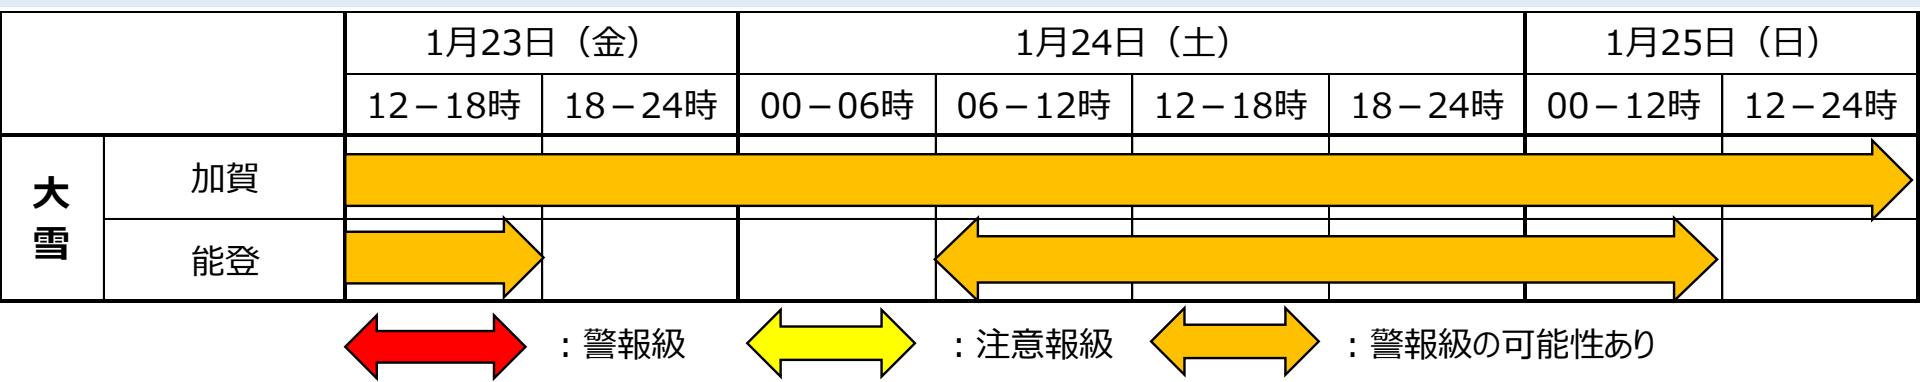 1月23日（金） 1月24日（土） 1月25日（日）
12－18時 18－24時 00－06時 06－12時 12－18時 18－24時 00－12時 12－24時
大雪
加賀
能登
：警報級 ：注意報級 ：警報級の可能性あり